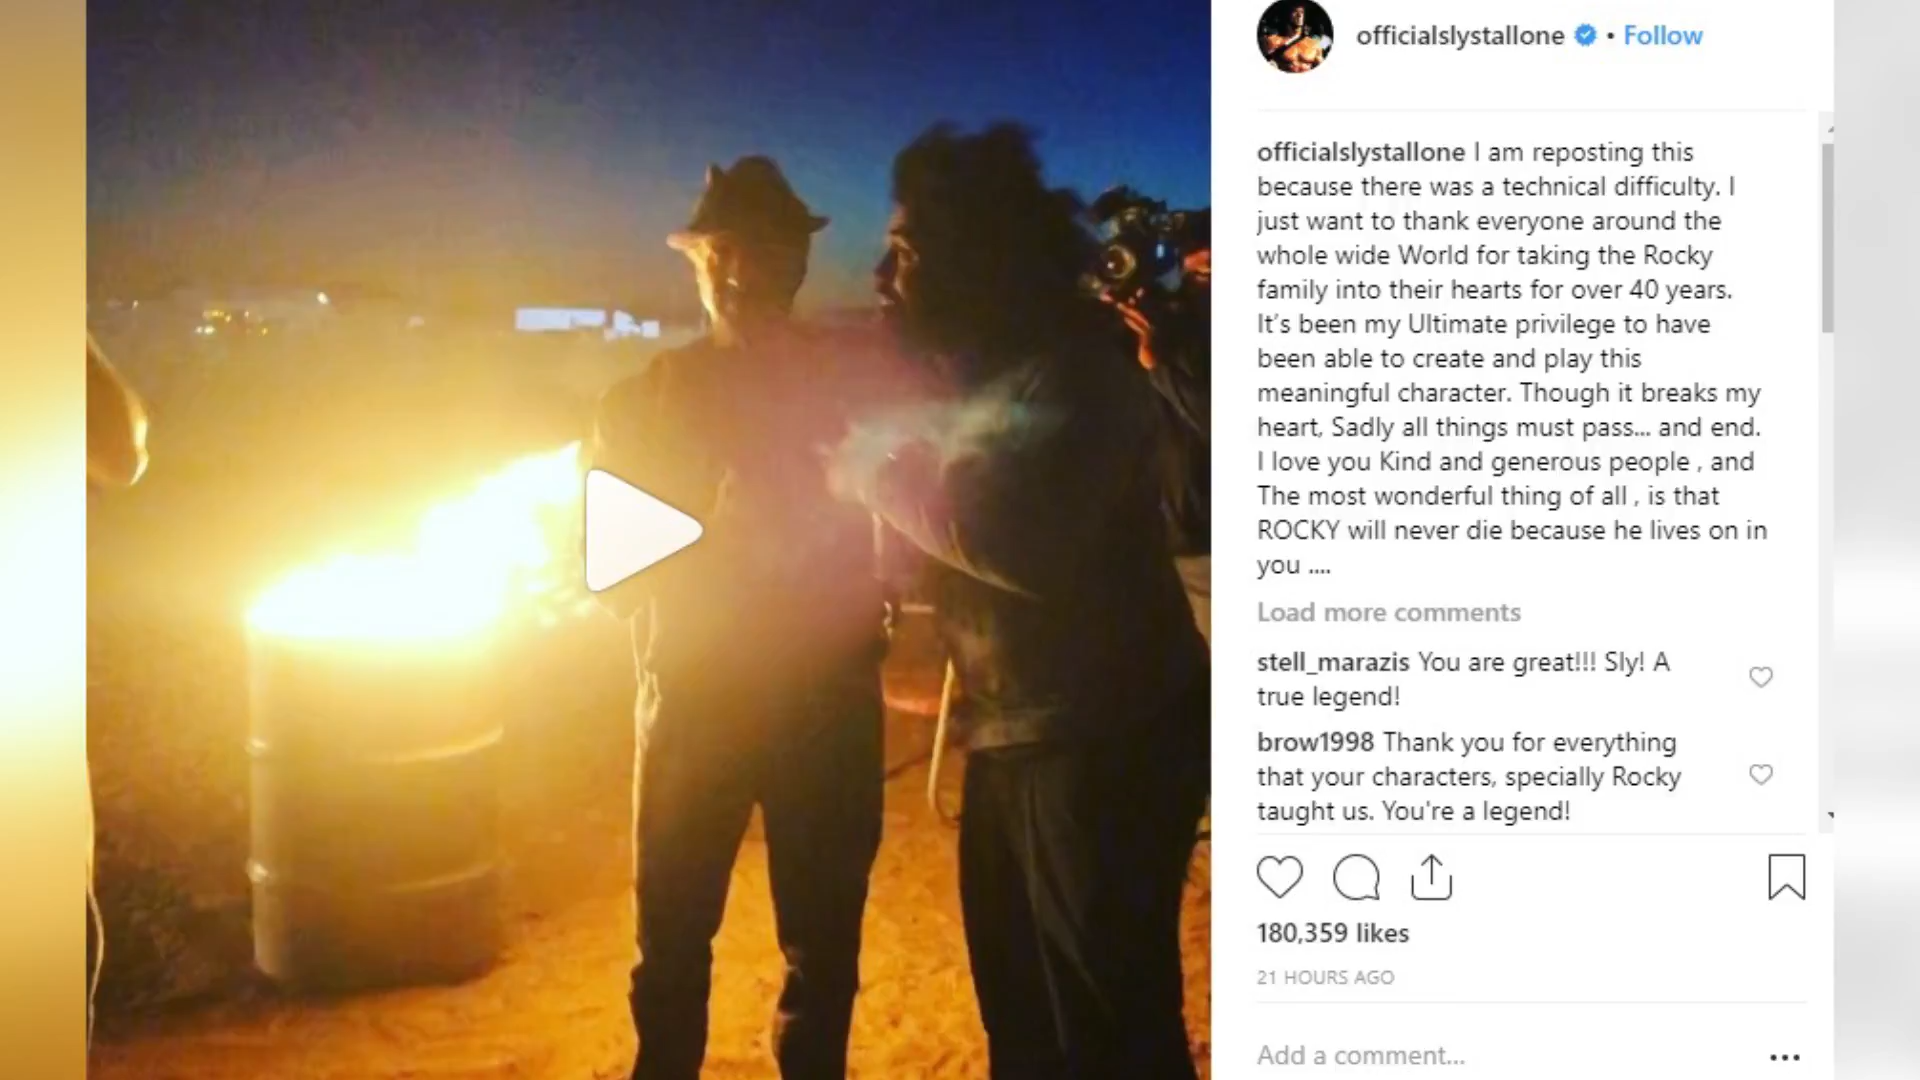 officialslystallone • Follow
officialslystallone I am reposting this
because there was a technical difficulty. I
just want to thank everyone around the
whole wide World for taking the Rocky
family into their hearts for over 40 years.
It’s been my Ultimate privilege to have
been able to create and play this
meaningful character. Though it breaks my
heart, Sadly all things must pass... and end.
I love you Kind and generous people , and
The most wonderful thing of all , is that
ROCKY will never die because he lives on in
you ....
Load more comments
stell_marazis You are great!!! Sly! A
true legend!
brow1998 Thank you for everything
that your characters, specially Rocky
taught us. You're a legend!
180,359 likes
21 HOURS AGO
Add a comment...